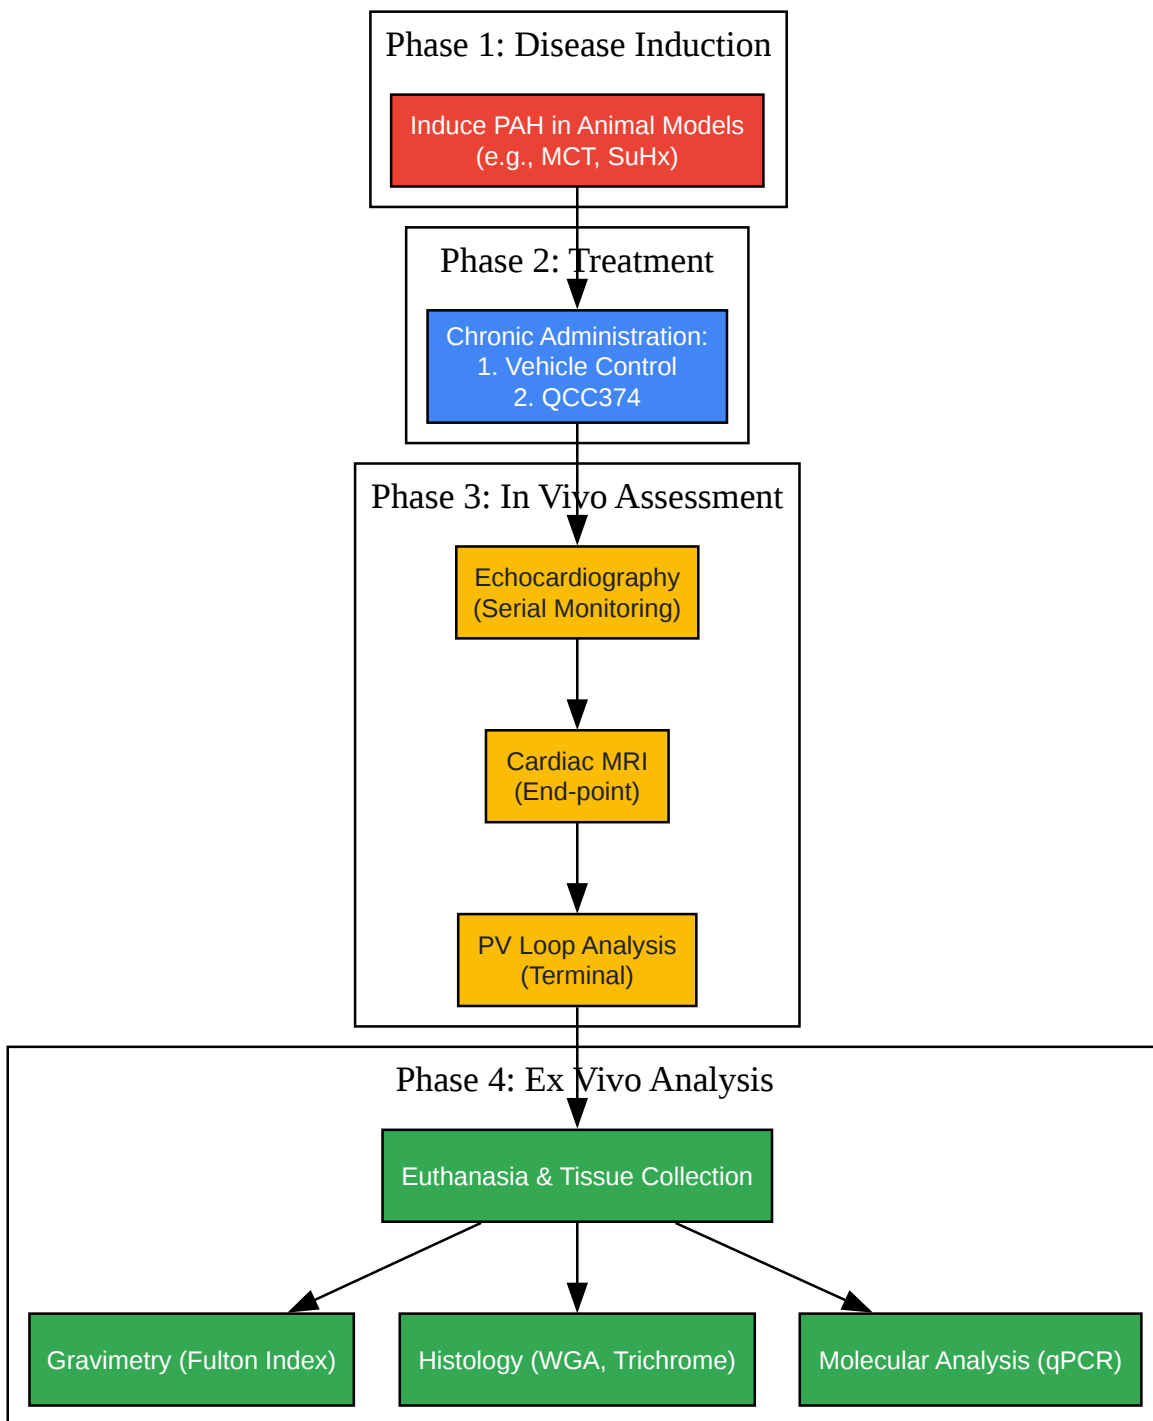 Phase 1: Disease Induction
Induce PAH in Animal Models
(e.g., MCT, SuHx)
Phase 2: Treatment
Chronic Administration:
1. Vehicle Control
2. QCC374
Phase 3: In Vivo Assessment
Echocardiography
(Serial Monitoring)
Cardiac MRI
(End-point)
PV Loop Analysis
(Terminal)
Phase 4: Ex Vivo Analysis
Euthanasia & Tissue Collection
Gravimetry (Fulton Index)
Histology (WGA, Trichrome)
Molecular Analysis (qPCR)